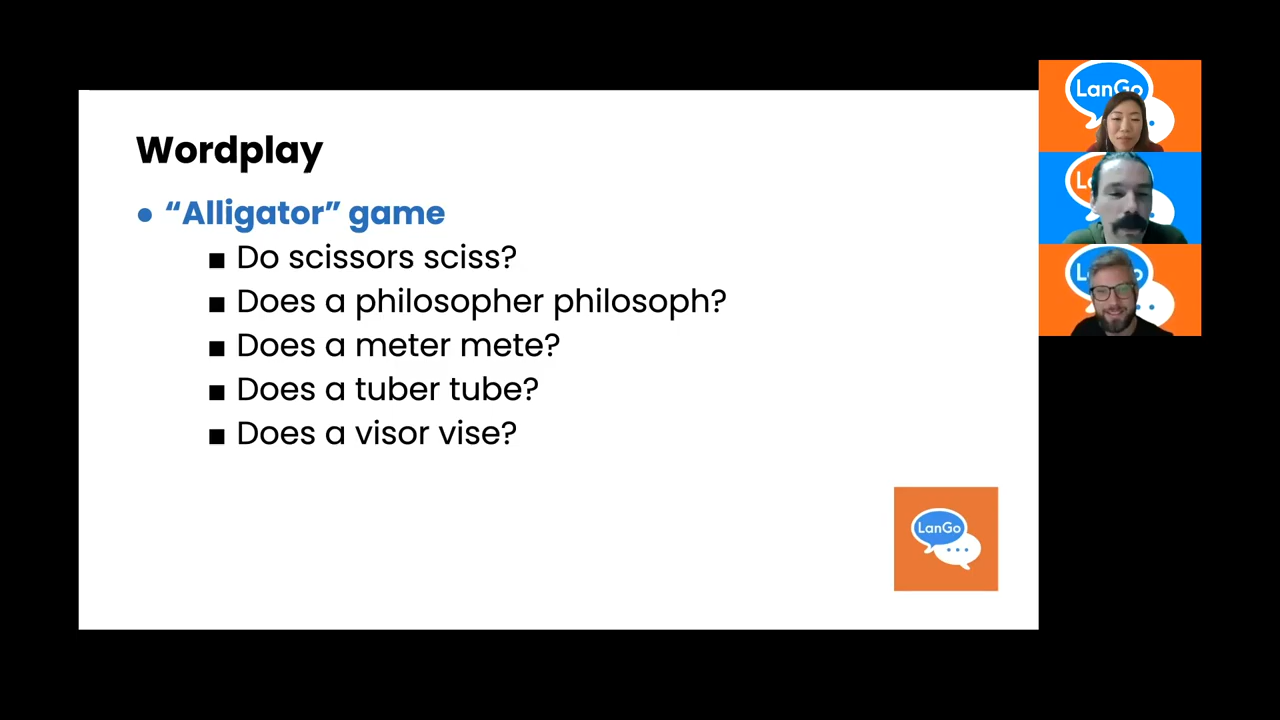 Wordplay
● “Alligator” game
■ Do scissors sciss?
■ Does a philosopher philosoph?
■ Does a meter mete?
■ Does a tuber tube?
■ Does a visor vise?
LanGo
LanGo
LanGo